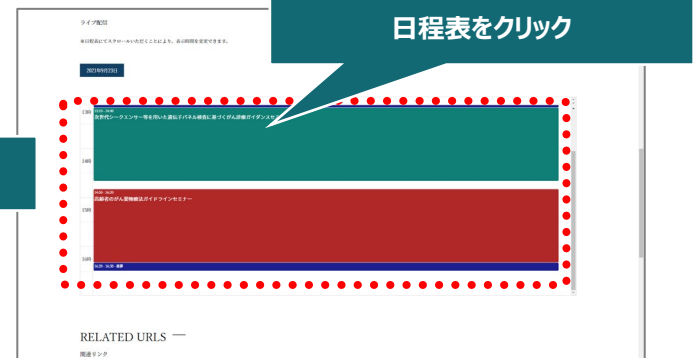 ライブ配信
日程表をクリック
※日程表にてスクロールいただくことにより、表示時間を変更できます。
2021年9月23日
13時
次世代シークエンサー等を用いた遺伝子パネル検査に基づくがん診療ガイダンスセ
14時
14:50 - 16:20
高齢者のがん薬物療法ガイドラインセミナー
15時
16時
16:20 - 16:30 閉会
RELATED URLS
関連リンク